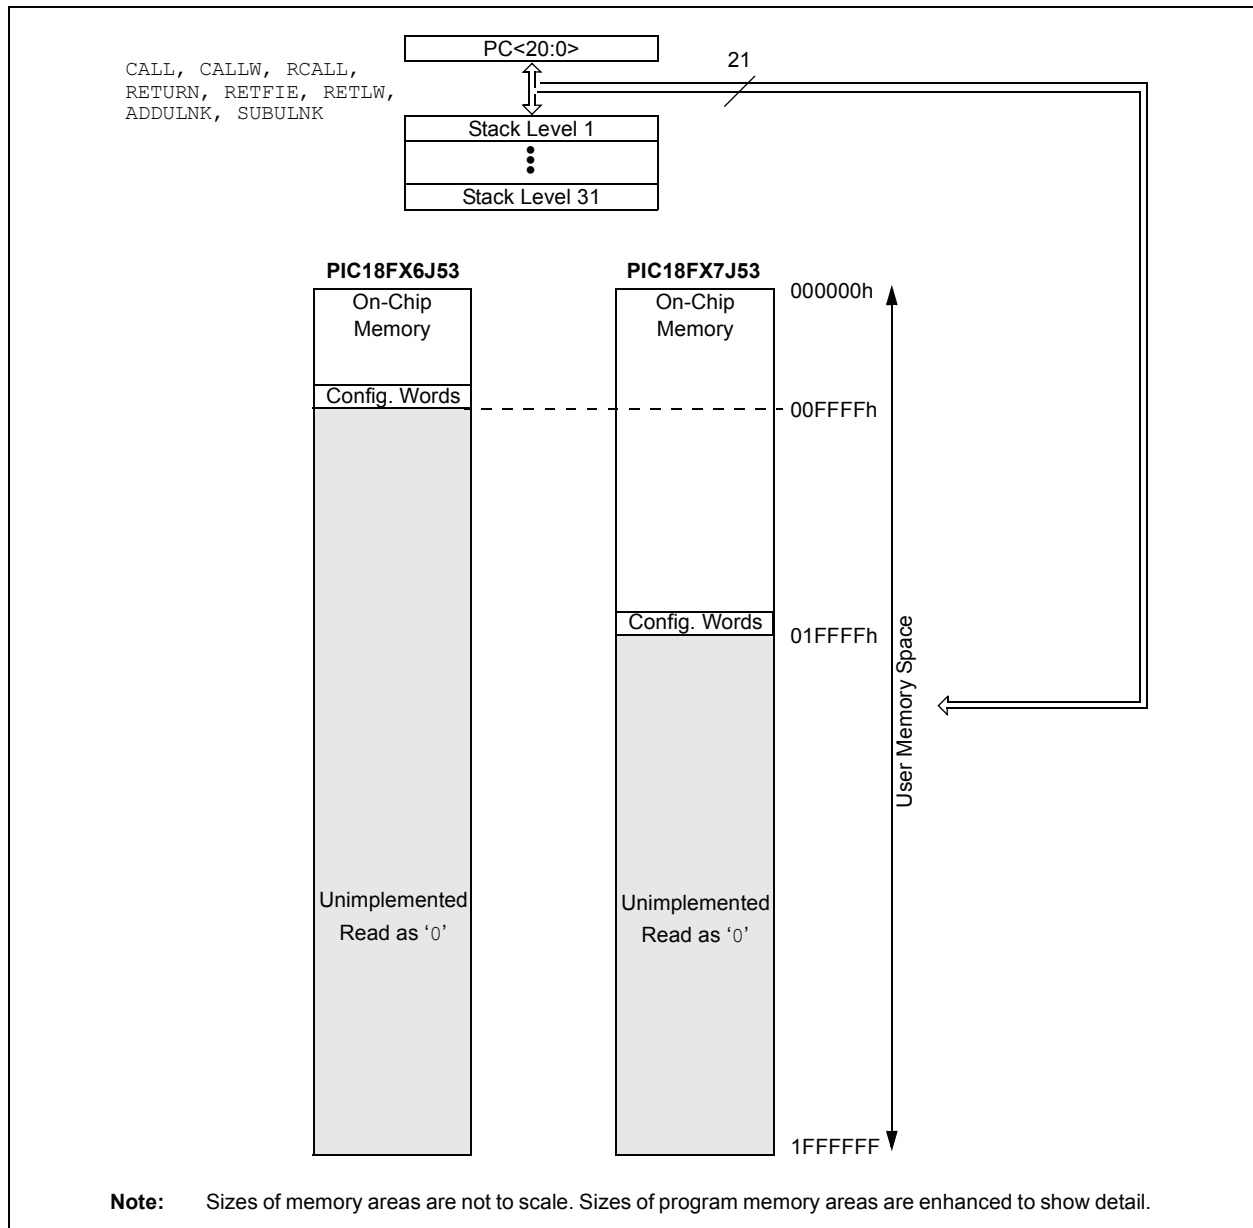 PC<20:0>
21
CALL, CALLW, RCALL,
RETURN, RETFIE, RETLW,
ADDULNK, SUBULNK
Stack Level 1
Stack Level 31
PIC18FX6J53
PIC18FX7J53
On-Chip
Memory
On-Chip
Memory
000000h
Config. Words
00FFFFh
Config. Words
01FFFFh
User Memory Space
Unimplemented
Read as ‘0’
Unimplemented
Read as ‘0’
1FFFFFF
Note: Sizes of memory areas are not to scale. Sizes of program memory areas are enhanced to show detail.